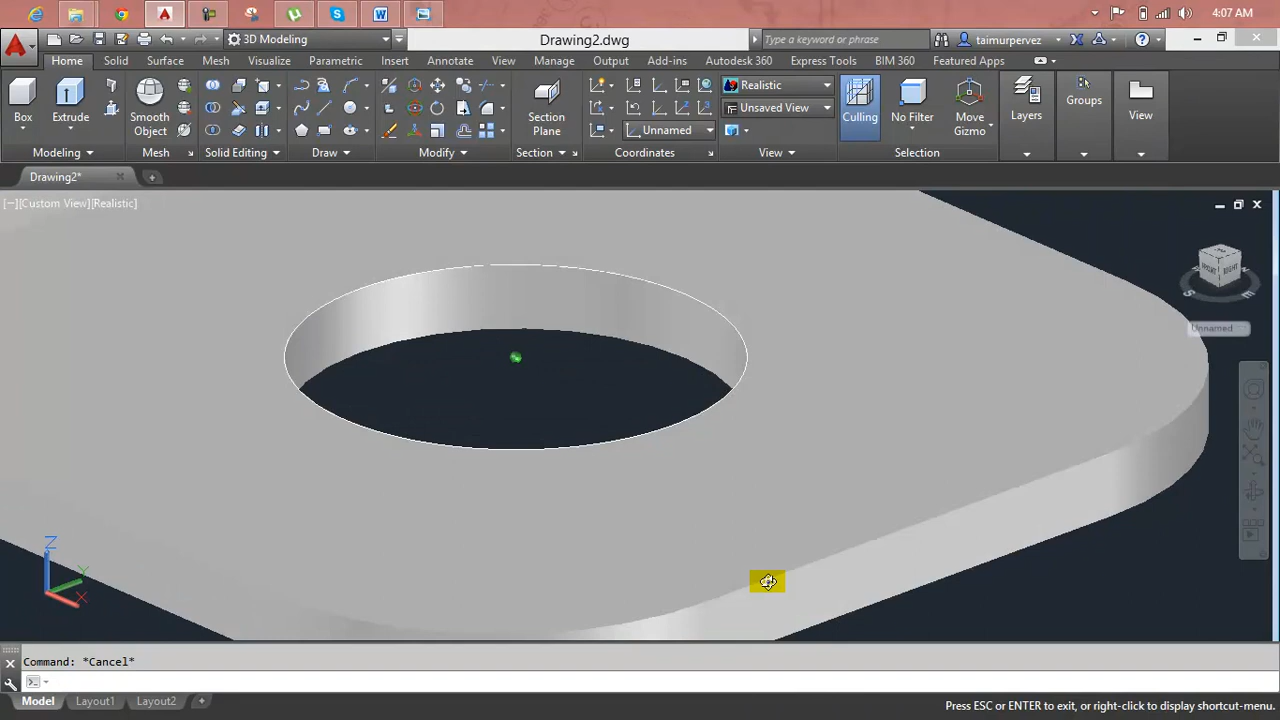 4:07 AM
3D Modeling
Drawing2.dwg
Type a keyword or phrase
taimurpervez
Home Solid Surface Mesh Visualize Parametric Insert Annotate View Manage Output Add-ins Autodesk 360 Express Tools BIM 360 Featured Apps
Realistic
Unsaved View
Unnamed
Box
Extrude
Smooth
Object
Section
Plane
Culling
No Filter
Move
Gizmo
Layers
Groups
View
Modeling
Mesh
Solid Editing
Draw
Modify
Section
Coordinates
View
Selection
Drawing2*
[−][Custom View][Realistic]
RIGHT
S
E
Unnamed
Z
Y
X
Command: *Cancel*
Model Layout1 Layout2
Press ESC or ENTER to exit, or right-click to display shortcut-menu.